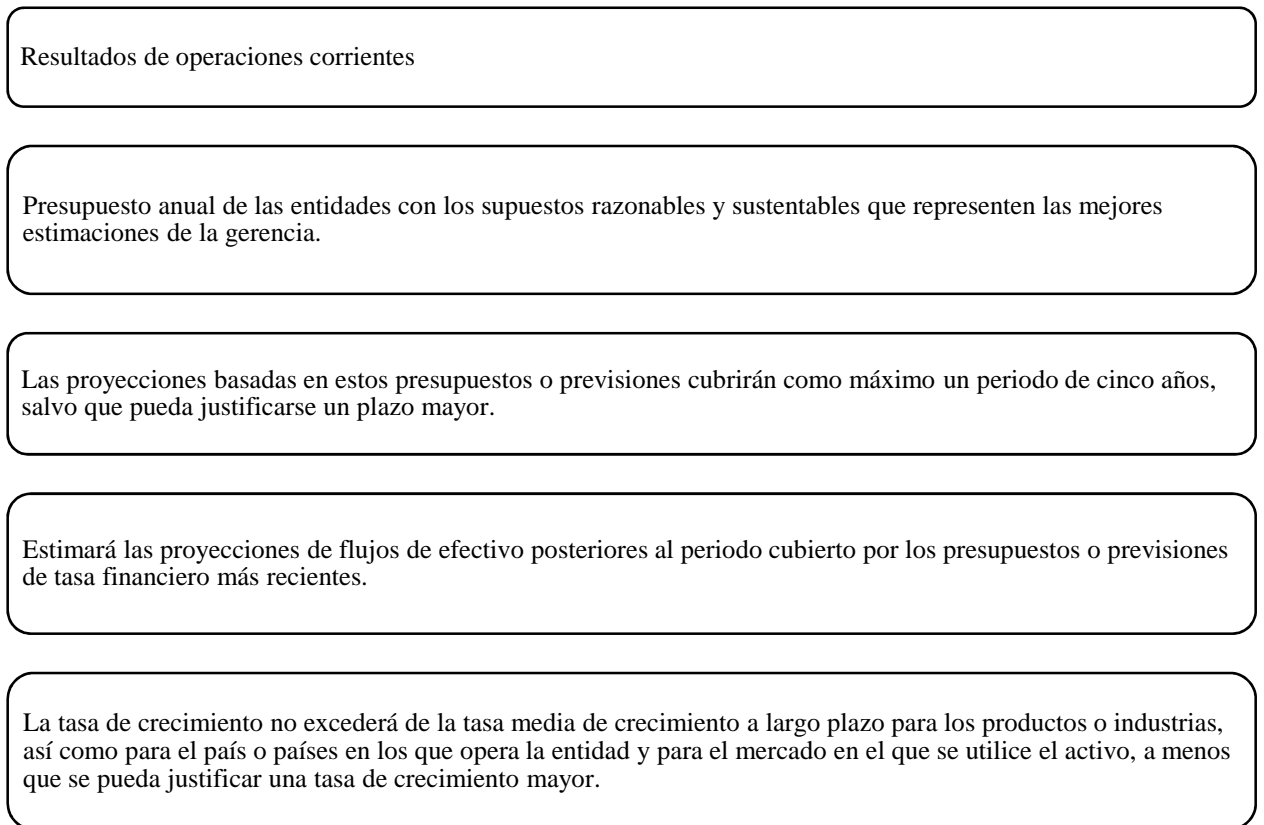 Resultados de operaciones corrientes
Presupuesto anual de las entidades con los supuestos razonables y sustentables que representen las mejores
estimaciones de la gerencia.
Las proyecciones basadas en estos presupuestos o previsiones cubrirán como máximo un periodo de cinco años,
salvo que pueda justificarse un plazo mayor.
Estimará las proyecciones de flujos de efectivo posteriores al periodo cubierto por los presupuestos o previsiones
de tasa financiero más recientes.
La tasa de crecimiento no excederá de la tasa media de crecimiento a largo plazo para los productos o industrias,
así como para el país o países en los que opera la entidad y para el mercado en el que se utilice el activo, a menos
que se pueda justificar una tasa de crecimiento mayor.